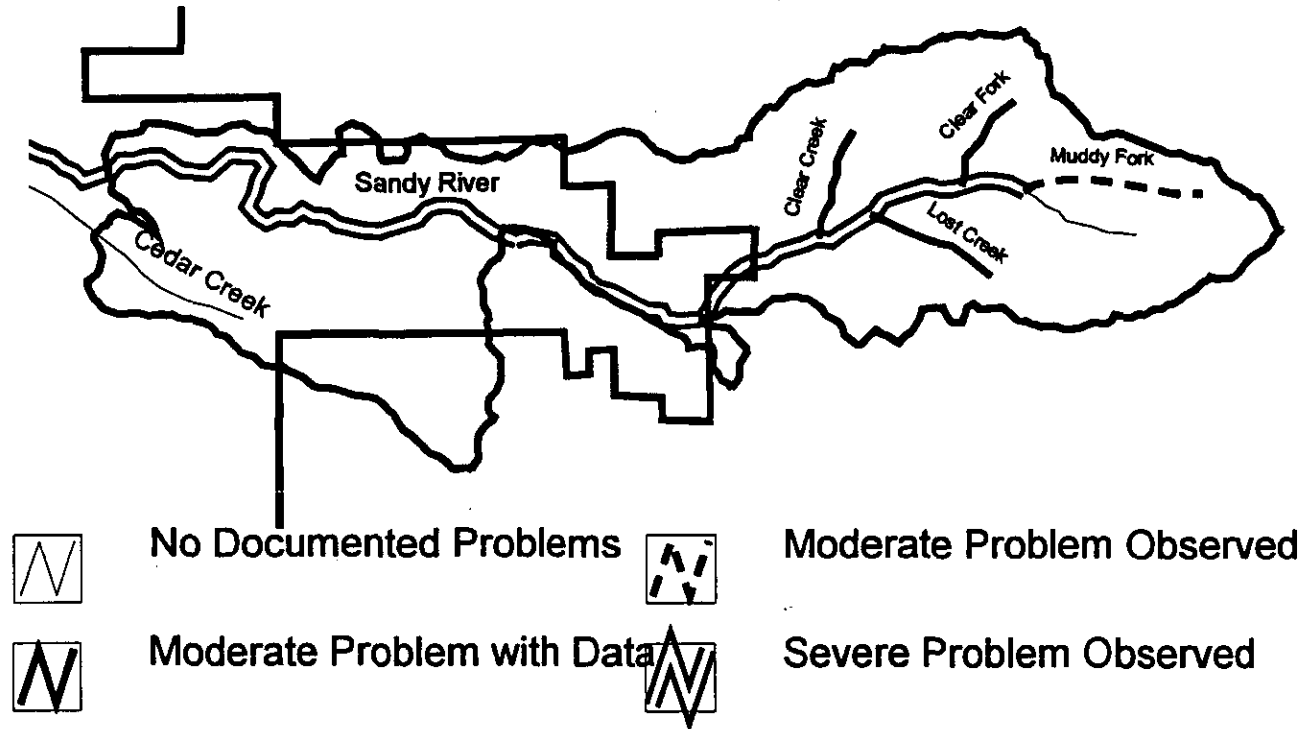 Clear Fork
Clear Creek
Muddy Fork
Sandy River
Lost Creek
Cedar Creek
No Documented Problems
Moderate Problem Observed
Moderate Problem with Data
Severe Problem Observed